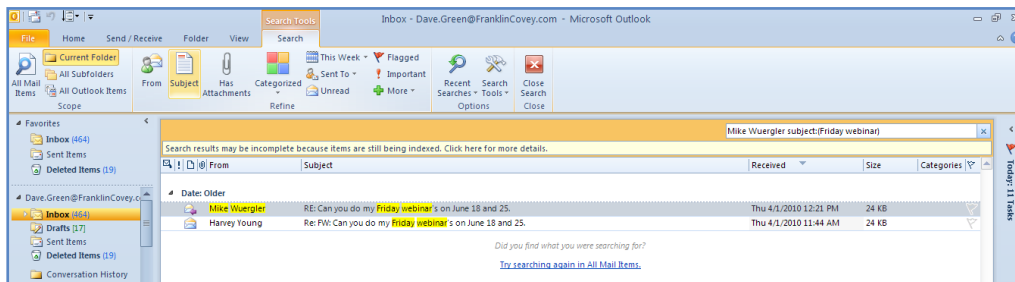 Inbox - Dave.Green@FranklinCovey.com - Microsoft Outlook
Search Tools
File Home Send / Receive Folder View Search
All Mail Items
Current Folder
All Subfolders
All Outlook Items
Scope
From
Subject
Has Attachments
Categorized
This Week
Sent To
Unread
Flagged
Important
More
Refine
Recent Searches
Search Tools
Options
Close Search
Close
Favorites
Inbox (464)
Sent Items
Deleted Items (19)
Dave.Green@FranklinCovey.c
Inbox (464)
Drafts [17]
Sent Items
Deleted Items (19)
Conversation History
Mike Wuergler subject:(Friday webinar)
Search results may be incomplete because items are still being indexed. Click here for more details.
From Subject Received Size Categories
Date: Older
Mike Wuergler RE: Can you do my Friday webinar's on June 18 and 25. Thu 4/1/2010 12:21 PM 24 KB
Harvey Young Re: FW: Can you do my Friday webinar's on June 18 and 25. Thu 4/1/2010 11:44 AM 24 KB
Did you find what you were searching for?
Try searching again in All Mail Items.
Today: 11 Tasks